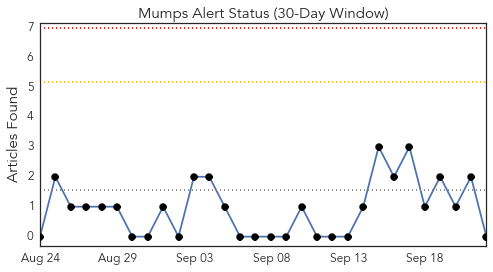 Mumps Alert Status (30-Day Window)
Articles Found
7
6
5
4
3
2
1
0
Aug 24 Aug 29 Sep 03 Sep 08 Sep 13 Sep 18